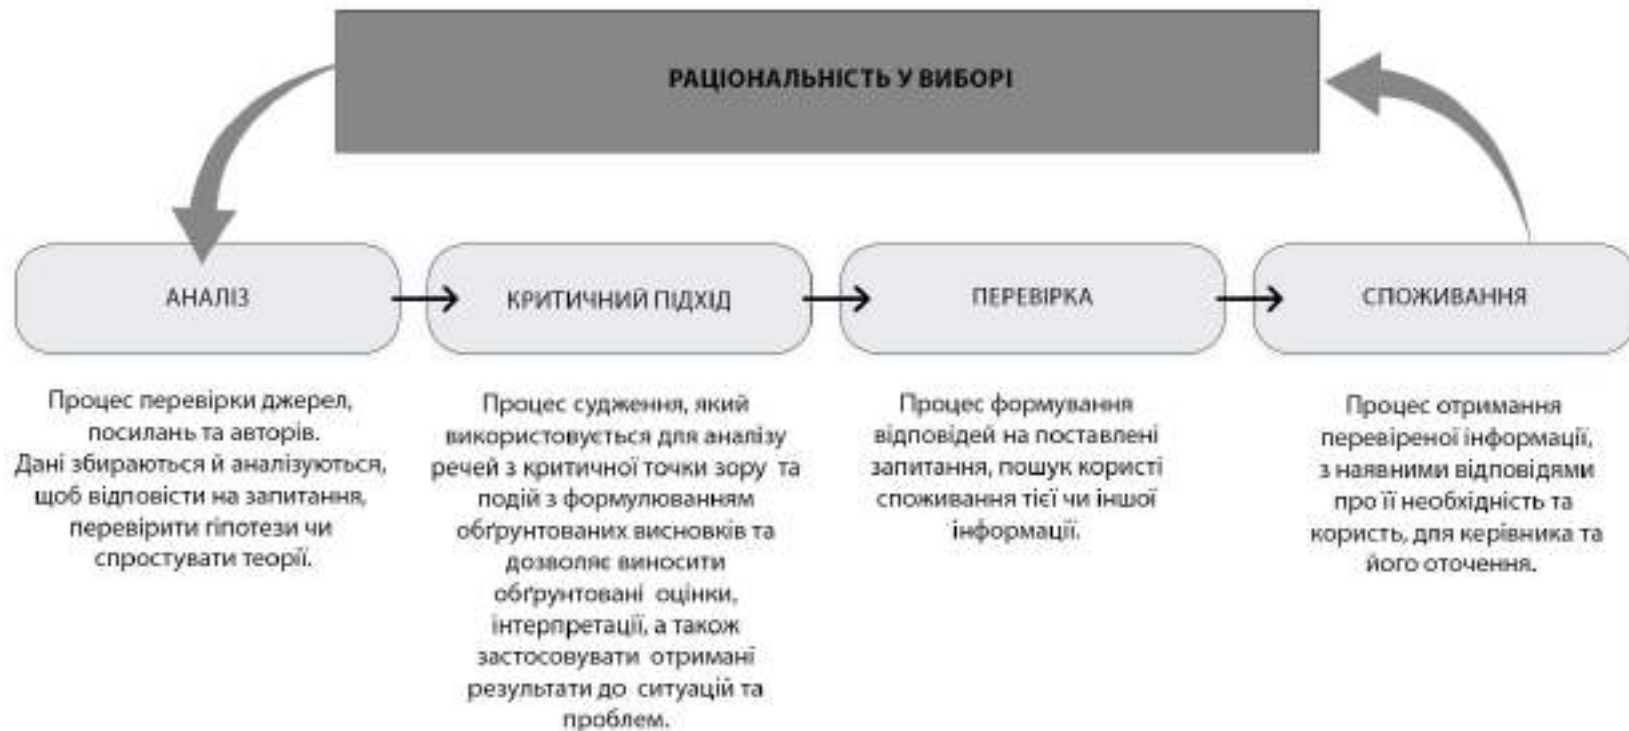 РАЦІОНАЛЬНІСТЬ У ВИБОРІ
АНАЛІЗ
КРИТИЧНИЙ ПІДХІД
ПЕРЕВІРКА
СПОЖИВАННЯ
Процес перевірки джерел,
посилань та авторів.
Дані збираються й аналізуються,
щоб відповісти на запитання,
перевірити гіпотези чи
спростувати теорії.
Процес судження, який
використовується для аналізу
речей з критичної точки зору та
подій з формулюванням
обґрунтованих висновків та
дозволяє виносити
обґрунтовані оцінки,
інтерпретації, а також
застосовувати отримані
результати до ситуацій та
проблем.
Процес формування
відповідей на поставлені
запитання, пошук користі
споживання тієї чи іншої
інформації.
Процес отримання
перевіреної інформації,
з наявними відповідями
про її необхідність та
користь, для керівника та
його оточення.